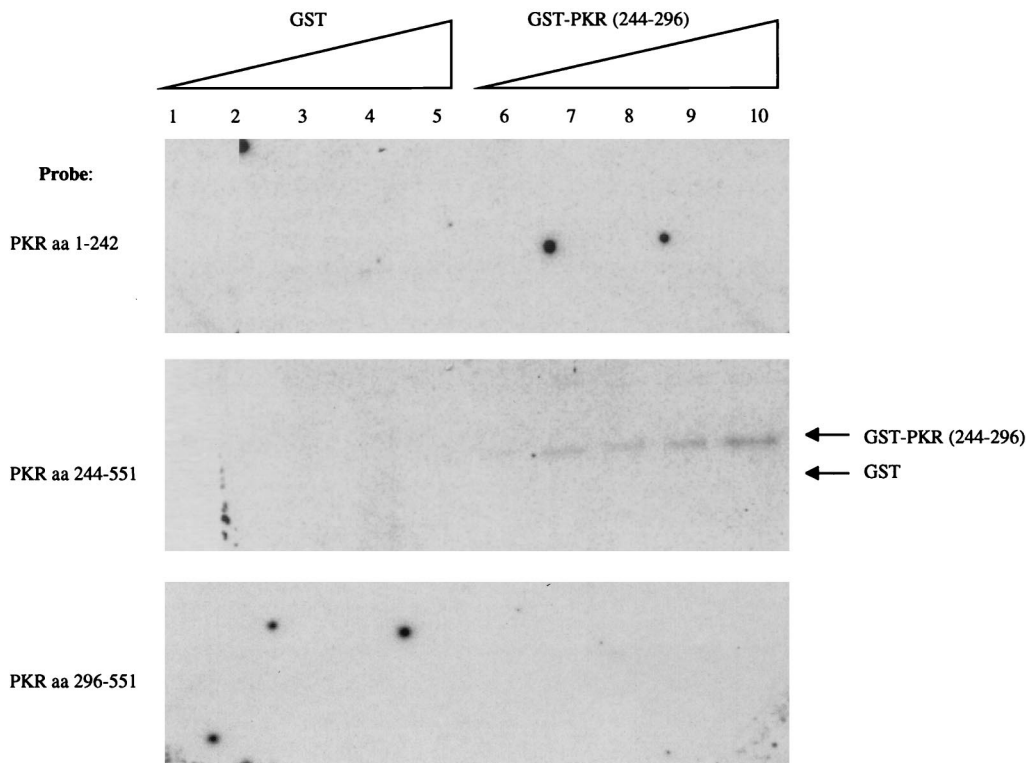 GST GST-PKR (244-296)
1 2 3 4 5 6 7 8 9 10
Probe:
PKR aa 1-242
GST-PKR (244-296)
PKR aa 244-551
GST
PKR aa 296-551